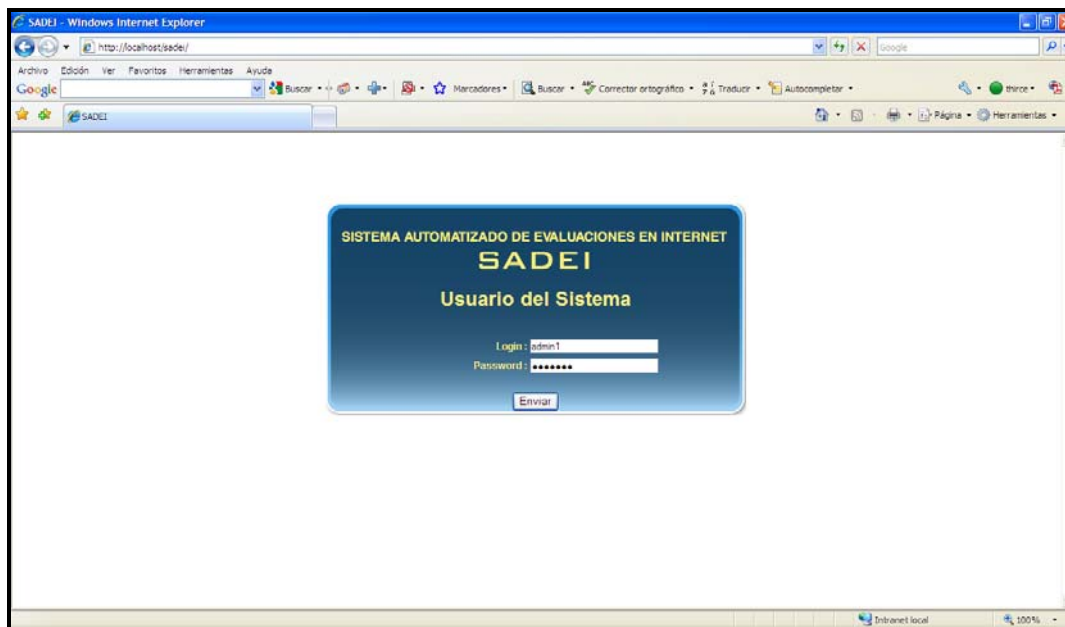 SADEI - Windows Internet Explorer
http://localhost/sadei/
Google
Archivo Edición Ver Favoritos Herramientas Ayuda
Google Buscar Marcadores Buscar Corrector ortográfico Traducir Autocompletar thirce
SADEI Página Herramientas
SISTEMA AUTOMATIZADO DE EVALUACIONES EN INTERNET
SADEI
Usuario del Sistema
Login : admin1
Password : •••••••
Enviar
Intranet local 100%